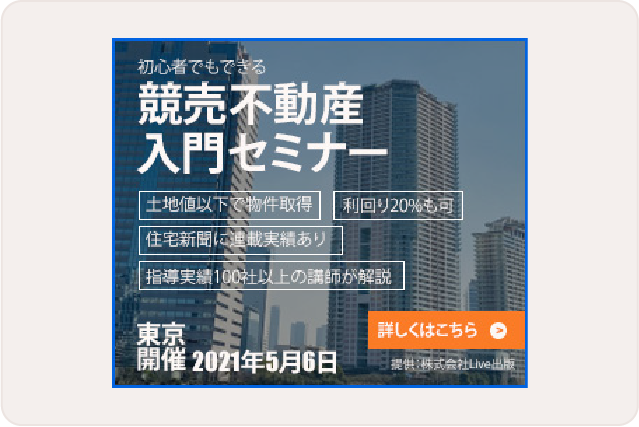 初心者でもできる
競売不動産
入門セミナー
土地値以下で物件取得
利回り20%も可
住宅新聞に連載実績あり
指導実績100社以上の講師が解説
東京
開催 2021年5月6日
詳しくはこちら
提供：株式会社Live出版